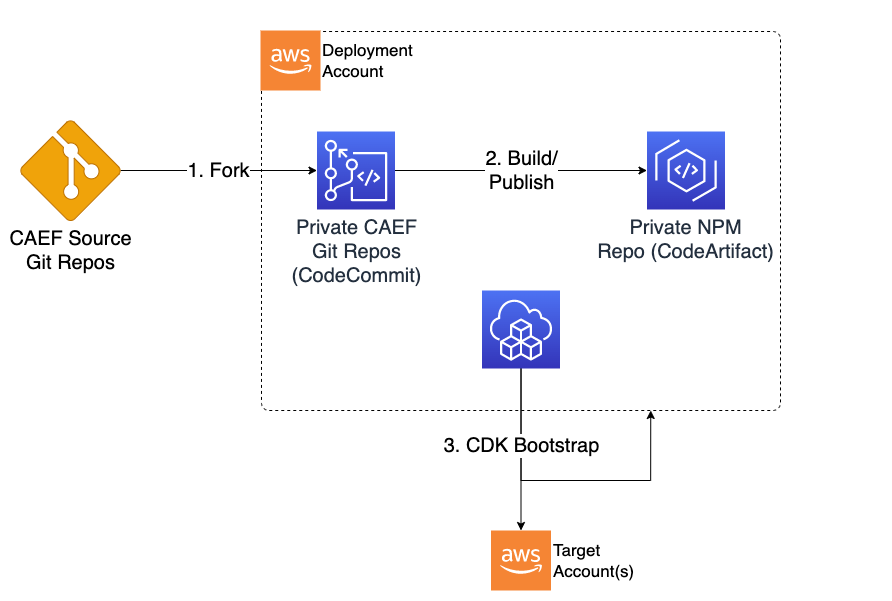 aws
Deployment
Account
1. Fork
2. Build/
Publish
</>
</>
CAEF Source
Git Repos
Private CAEF
Git Repos
(CodeCommit)
Private NPM
Repo (CodeArtifact)
3. CDK Bootstrap
aws
Target
Account(s)